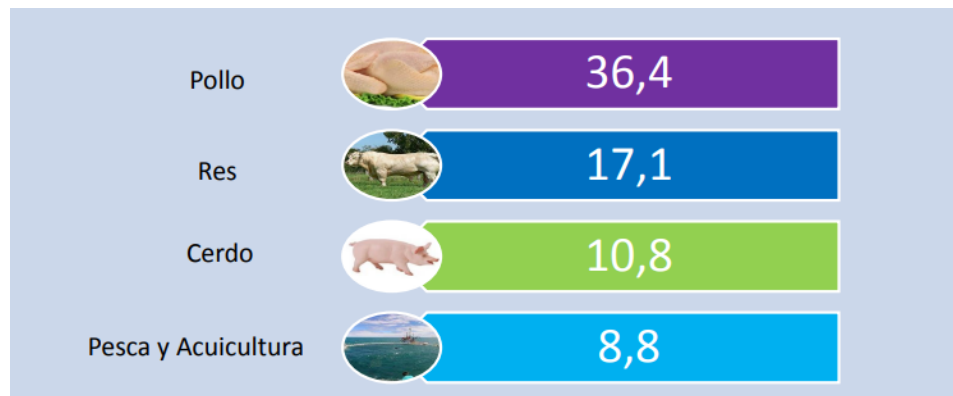 Pollo
36,4
Res
17,1
Cerdo
10,8
Pesca y Acuicultura
8,8